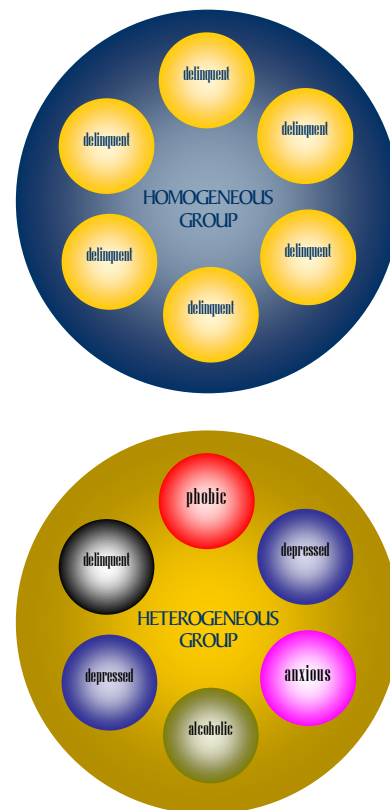 delinquent
delinquent
delinquent
HOMOGENEOUS
GROUP
delinquent
delinquent
delinquent
phobic
delinquent
depressed
HETEROGENEOUS
GROUP
depressed
anxious
alcoholic